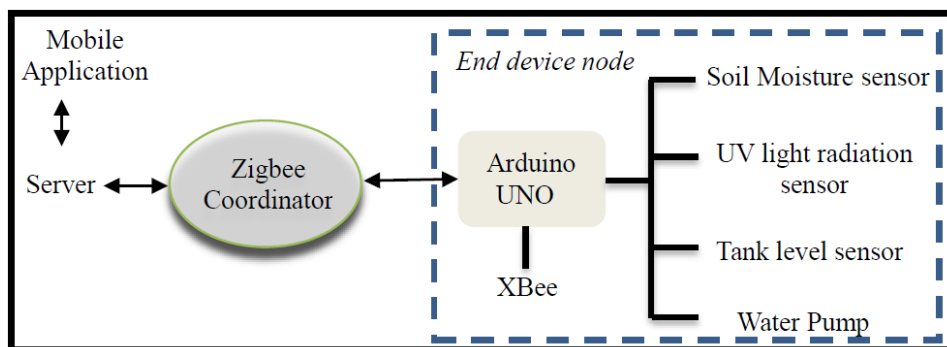 Mobile
Application
Server
Zigbee
Coordinator
End device node
Arduino
UNO
XBee
Soil Moisture sensor
UV light radiation
sensor
Tank level sensor
Water Pump